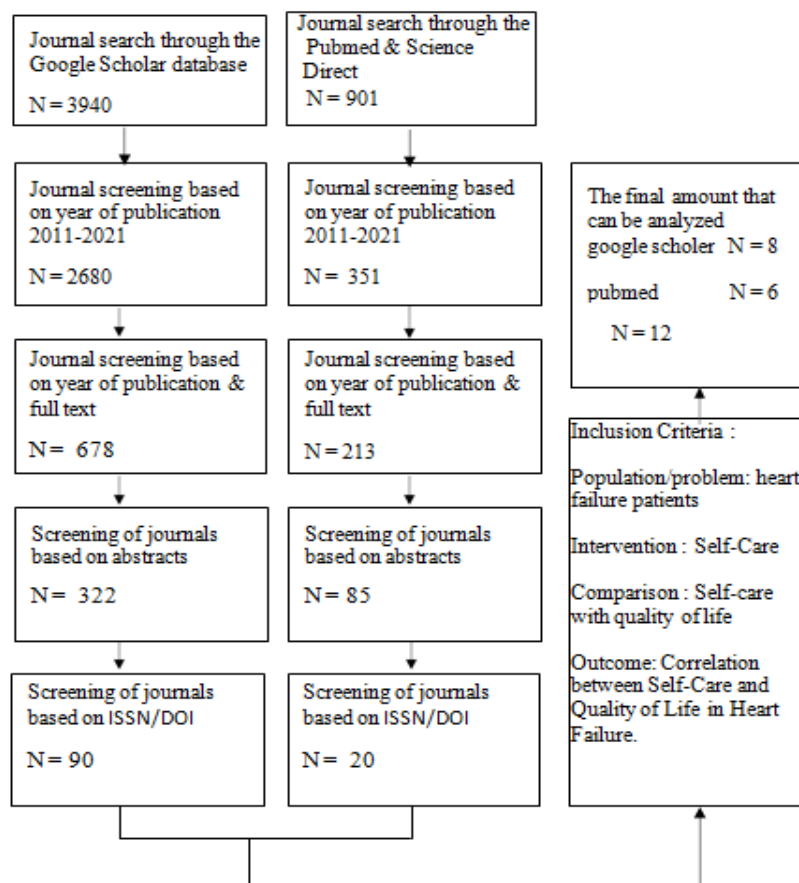 Journal search through the
Google Scholar database
N = 3940
Journal screening based
on year of publication
2011-2021
N = 2680
Journal screening based
on year of publication &
full text
N= 678
Screening of journals
based on abstracts
N= 322
Screening of journals
based on ISSN/DOI
N= 90
Journal search through the
Pubmed & Science
Direct
N = 901
Journal screening based
on year of publication
2011-2021
N = 351
Journal screening based
on year of publication &
full text
N=213
Screening of journals
based on abstracts
N= 85
Screening of journals
based on ISSN/DOI
N= 20
Inclusion Criteria :
Population/problem: heart
failure patients
Intervention : Self-Care
Comparison : Self-care
with quality of life
Outcome: Correlation
between Self-Care and
Quality of Life in Heart
Failure.
The final amount that
can be analyzed
google scholer N = 8
pubmed N = 6
N = 12